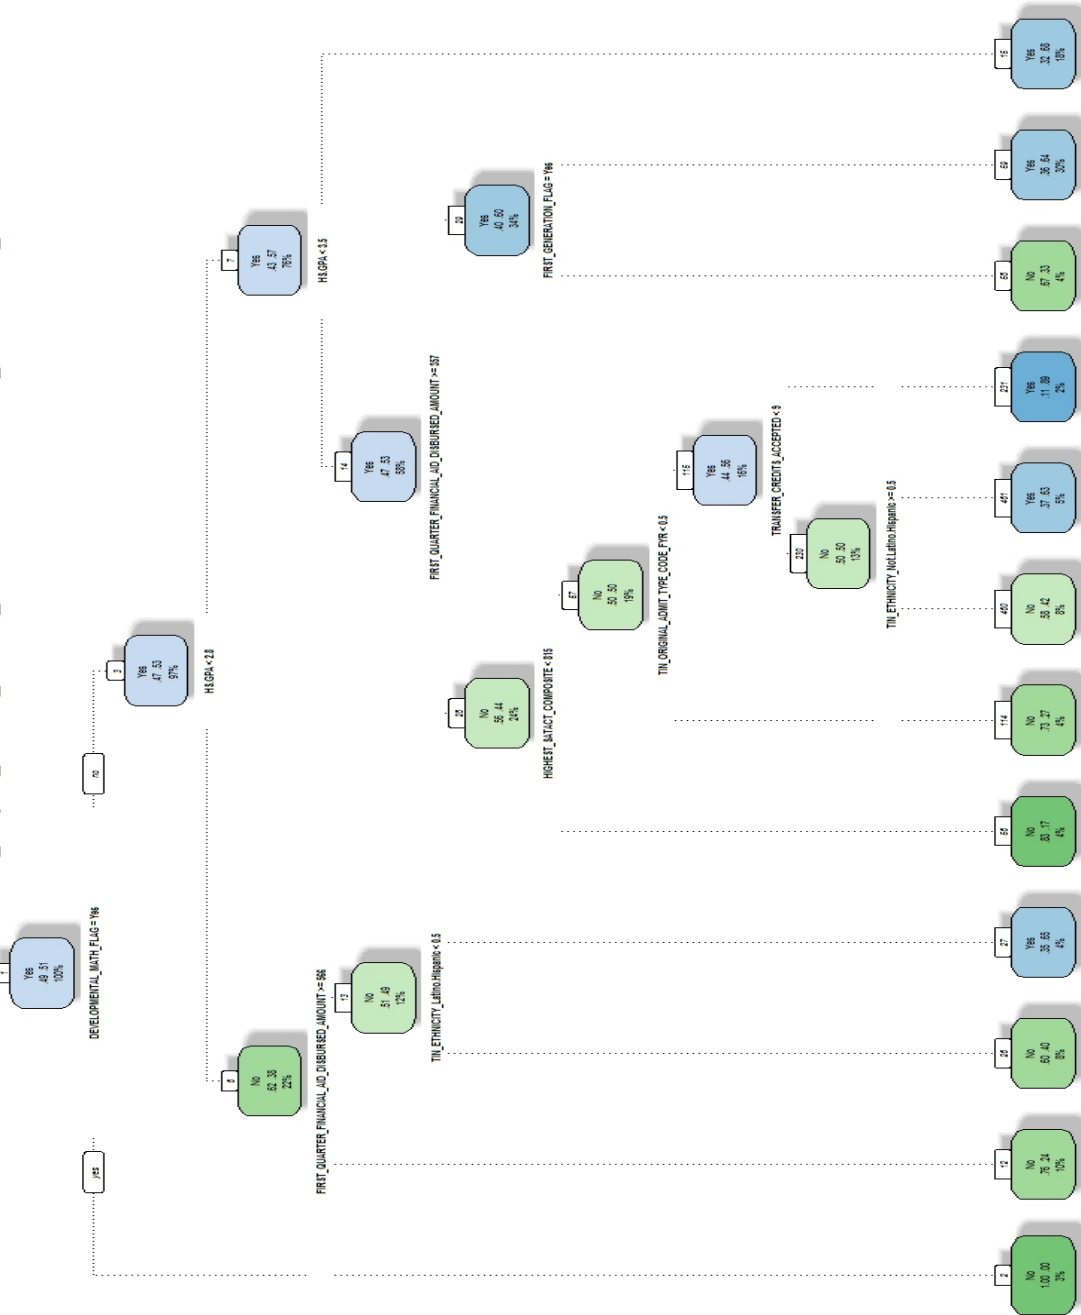 1
Yes
.49 .51
100%
DEVELOPMENTAL_MATH_FLAG = Yes
yes
no
3
Yes
.47 .53
97%
HS.GPA < 2.8
6
No
.62 .38
22%
FIRST_QUARTER_FINANCIAL_AID_DISBURSED_AMOUNT >= 566
7
Yes
.43 .57
76%
HS.GPA < 3.5
13
No
.51 .49
12%
TIN_ETHNICITY_Latino.Hispanic < 0.5
14
Yes
.47 .53
58%
FIRST_QUARTER_FINANCIAL_AID_DISBURSED_AMOUNT >= 357
28
No
.56 .44
24%
HIGHEST_SATACT_COMPOSITE < 815
29
Yes
.40 .60
34%
FIRST_GENERATION_FLAG = Yes
57
No
.50 .50
19%
TIN_ORIGINAL_ADMIT_TYPE_CODE_FYR < 0.5
115
Yes
.44 .56
16%
TRANSFER_CREDITS_ACCEPTED < 9
230
No
.50 .50
13%
TIN_ETHNICITY_Not.Latino.Hispanic >= 0.5
2
No
1.00 .00
3%
12
No
.76 .24
10%
26
No
.60 .40
8%
27
Yes
.35 .65
4%
56
No
.83 .17
4%
114
No
.73 .27
4%
460
No
.58 .42
8%
461
Yes
.37 .63
5%
231
Yes
.11 .89
2%
58
No
.67 .33
4%
59
Yes
.36 .64
30%
15
Yes
.32 .68
18%